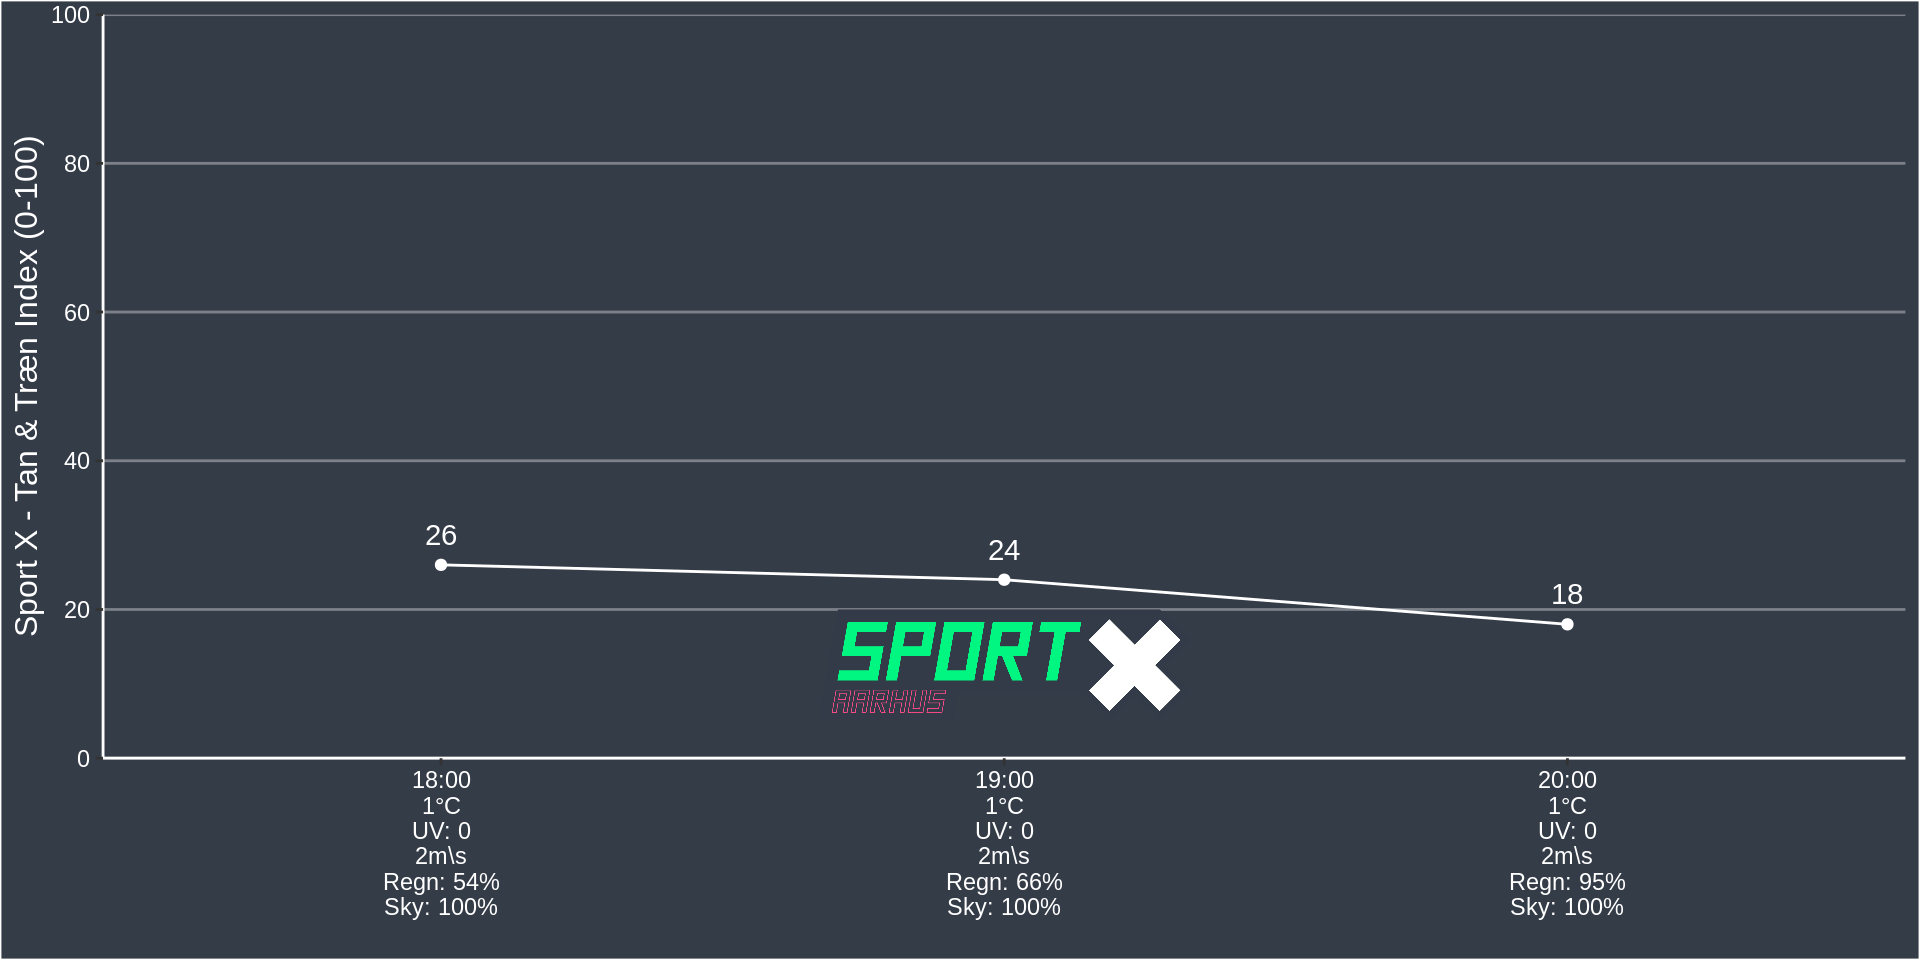 Sport X - Tan & Træn Index (0-100)
100
80
60
40
20
0
26
24
18
SPORT X
AARHUS
18:00
1°C
UV: 0
2m\s
Regn: 54%
Sky: 100%
19:00
1°C
UV: 0
2m\s
Regn: 66%
Sky: 100%
20:00
1°C
UV: 0
2m\s
Regn: 95%
Sky: 100%